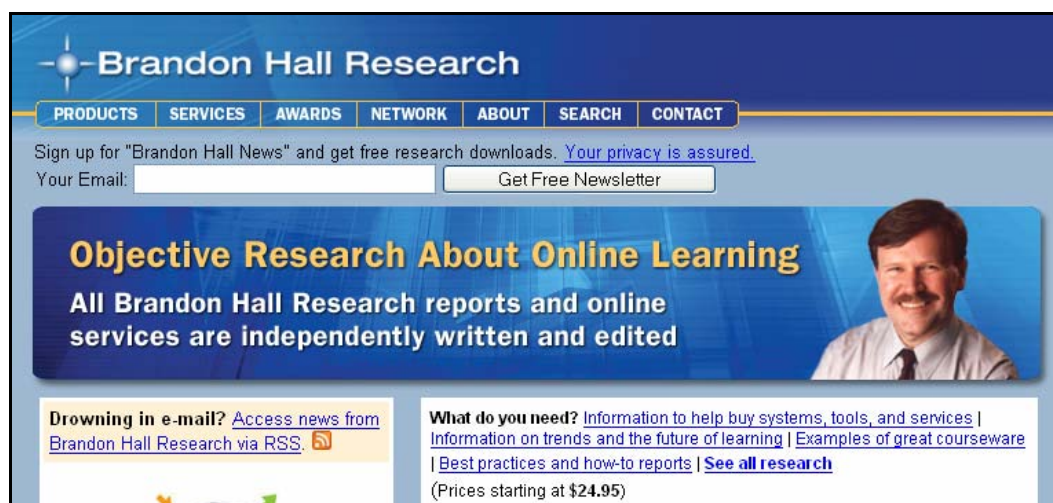 Brandon Hall Research
PRODUCTS SERVICES AWARDS NETWORK ABOUT SEARCH CONTACT
Sign up for "Brandon Hall News" and get free research downloads. Your privacy is assured.
Your Email: Get Free Newsletter
Objective Research About Online Learning
All Brandon Hall Research reports and online
services are independently written and edited
Drowning in e-mail? Access news from
Brandon Hall Research via RSS.
What do you need? Information to help buy systems, tools, and services |
Information on trends and the future of learning | Examples of great courseware
| Best practices and how-to reports | See all research
(Prices starting at $24.95)